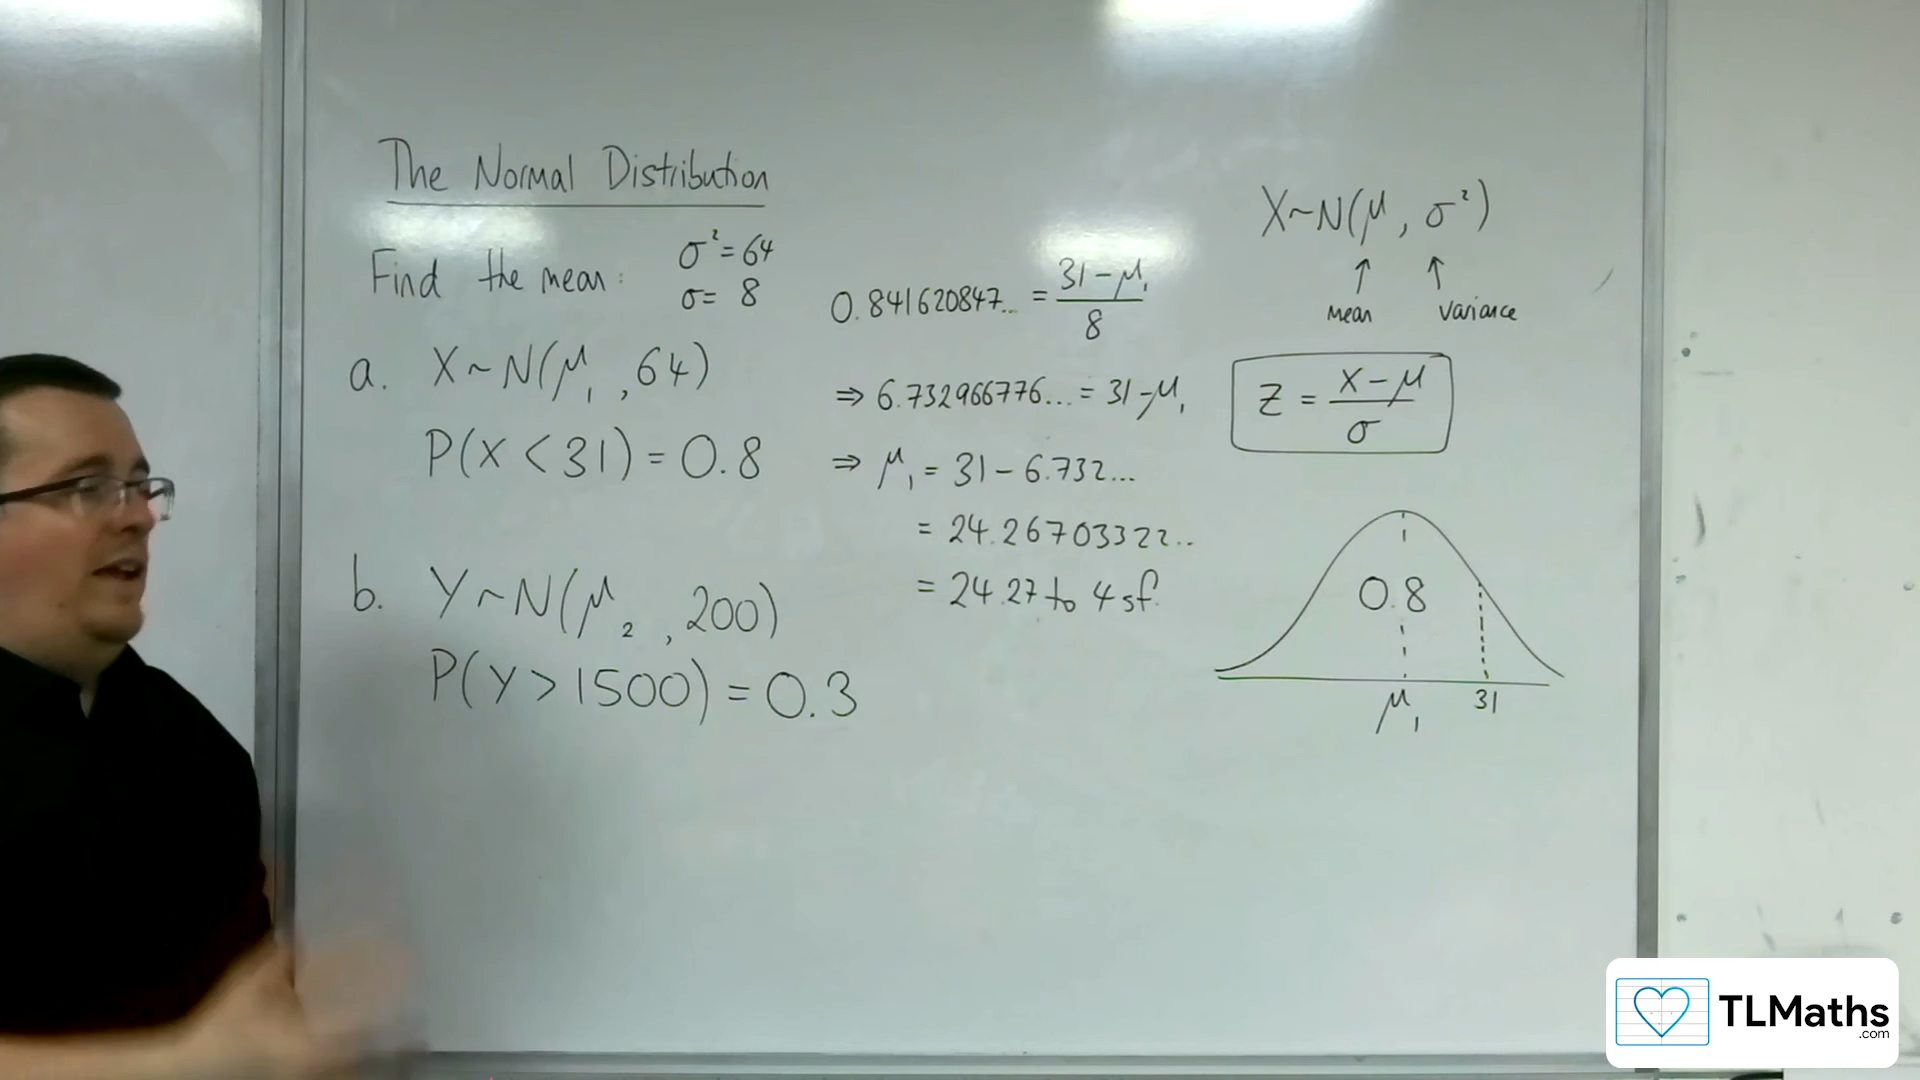 The Normal Distribution
Find the mean:
σ²=64
σ= 8
a. X~N(μ₁,64)
P(X<31)=0.8
b. Y~N(μ₂,200)
P(Y>1500)=0.3
0.841620847... = (31-μ₁)/8
⇒ 6.732966776... = 31-μ₁
⇒ μ₁ = 31-6.732...
= 24.26703322..
= 24.27 to 4sf.
X~N(μ, σ²)
↑ ↑
mean variance
Z = (x-μ)/σ
0.8
μ₁ 31
TLMaths
.com